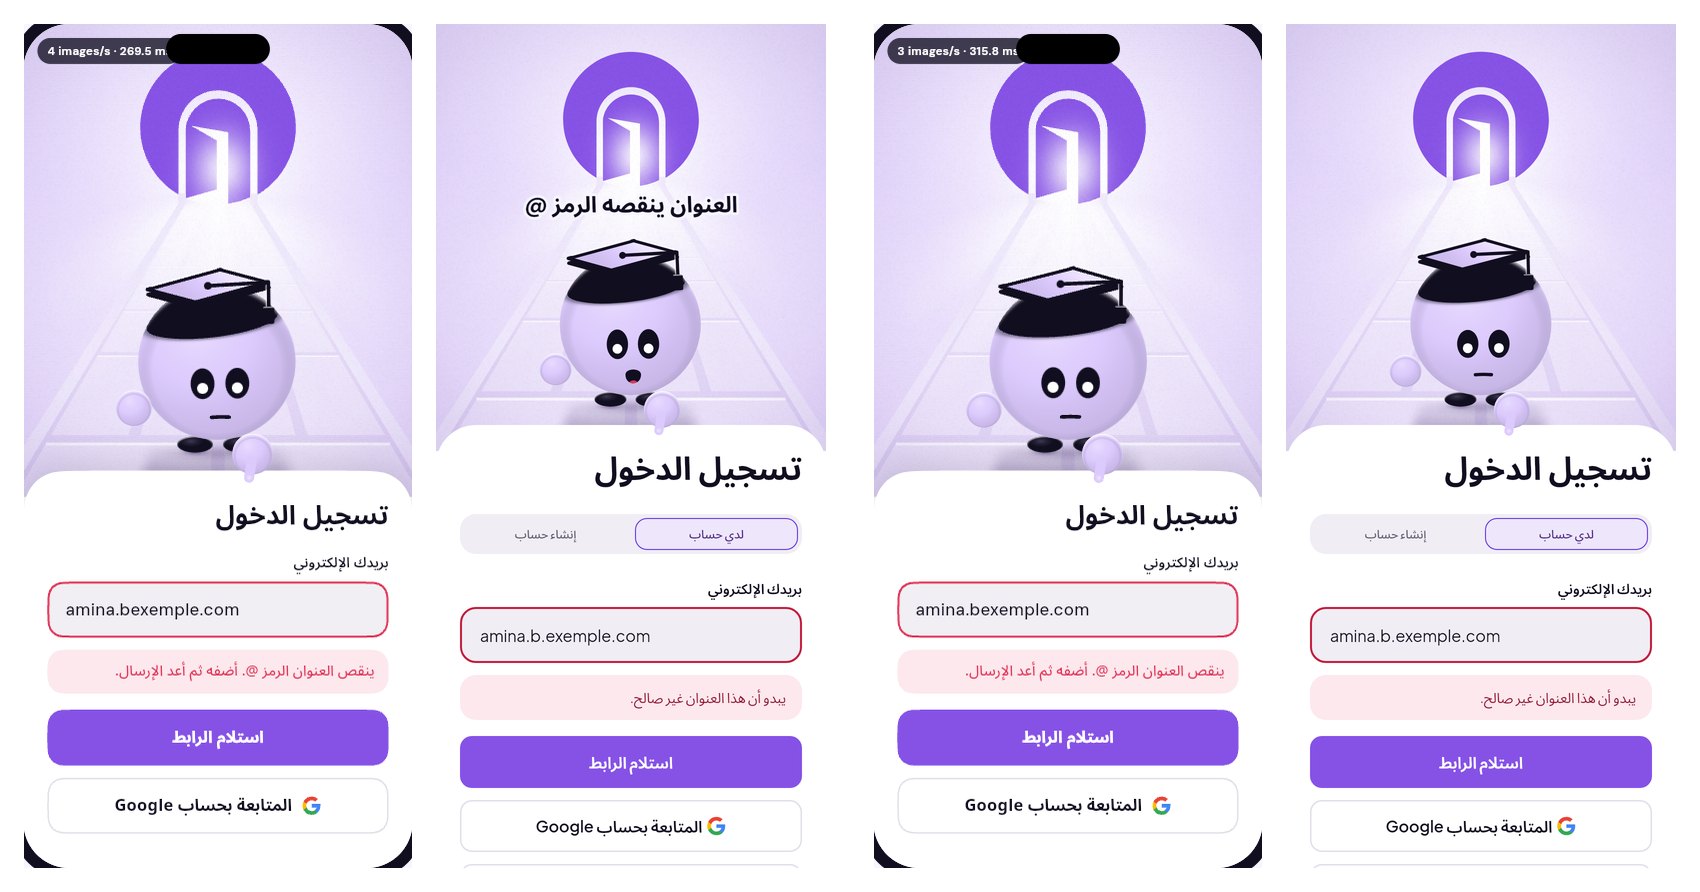 4 images/s · 269.5 m
تسجيل الدخول
بريدك الإلكتروني
amina.bexemple.com
ينقص العنوان الرمز @. أضفه ثم أعد الإرسال.
استلام الرابط
المتابعة بحساب Google
العنوان ينقصه الرمز @
تسجيل الدخول
لدي حساب
إنشاء حساب
بريدك الإلكتروني
amina.b.exemple.com
يبدو أن هذا العنوان غير صالح.
استلام الرابط
المتابعة بحساب Google
3 images/s · 315.8 ms
تسجيل الدخول
بريدك الإلكتروني
amina.bexemple.com
ينقص العنوان الرمز @. أضفه ثم أعد الإرسال.
استلام الرابط
المتابعة بحساب Google
تسجيل الدخول
لدي حساب
إنشاء حساب
بريدك الإلكتروني
amina.b.exemple.com
يبدو أن هذا العنوان غير صالح.
استلام الرابط
المتابعة بحساب Google